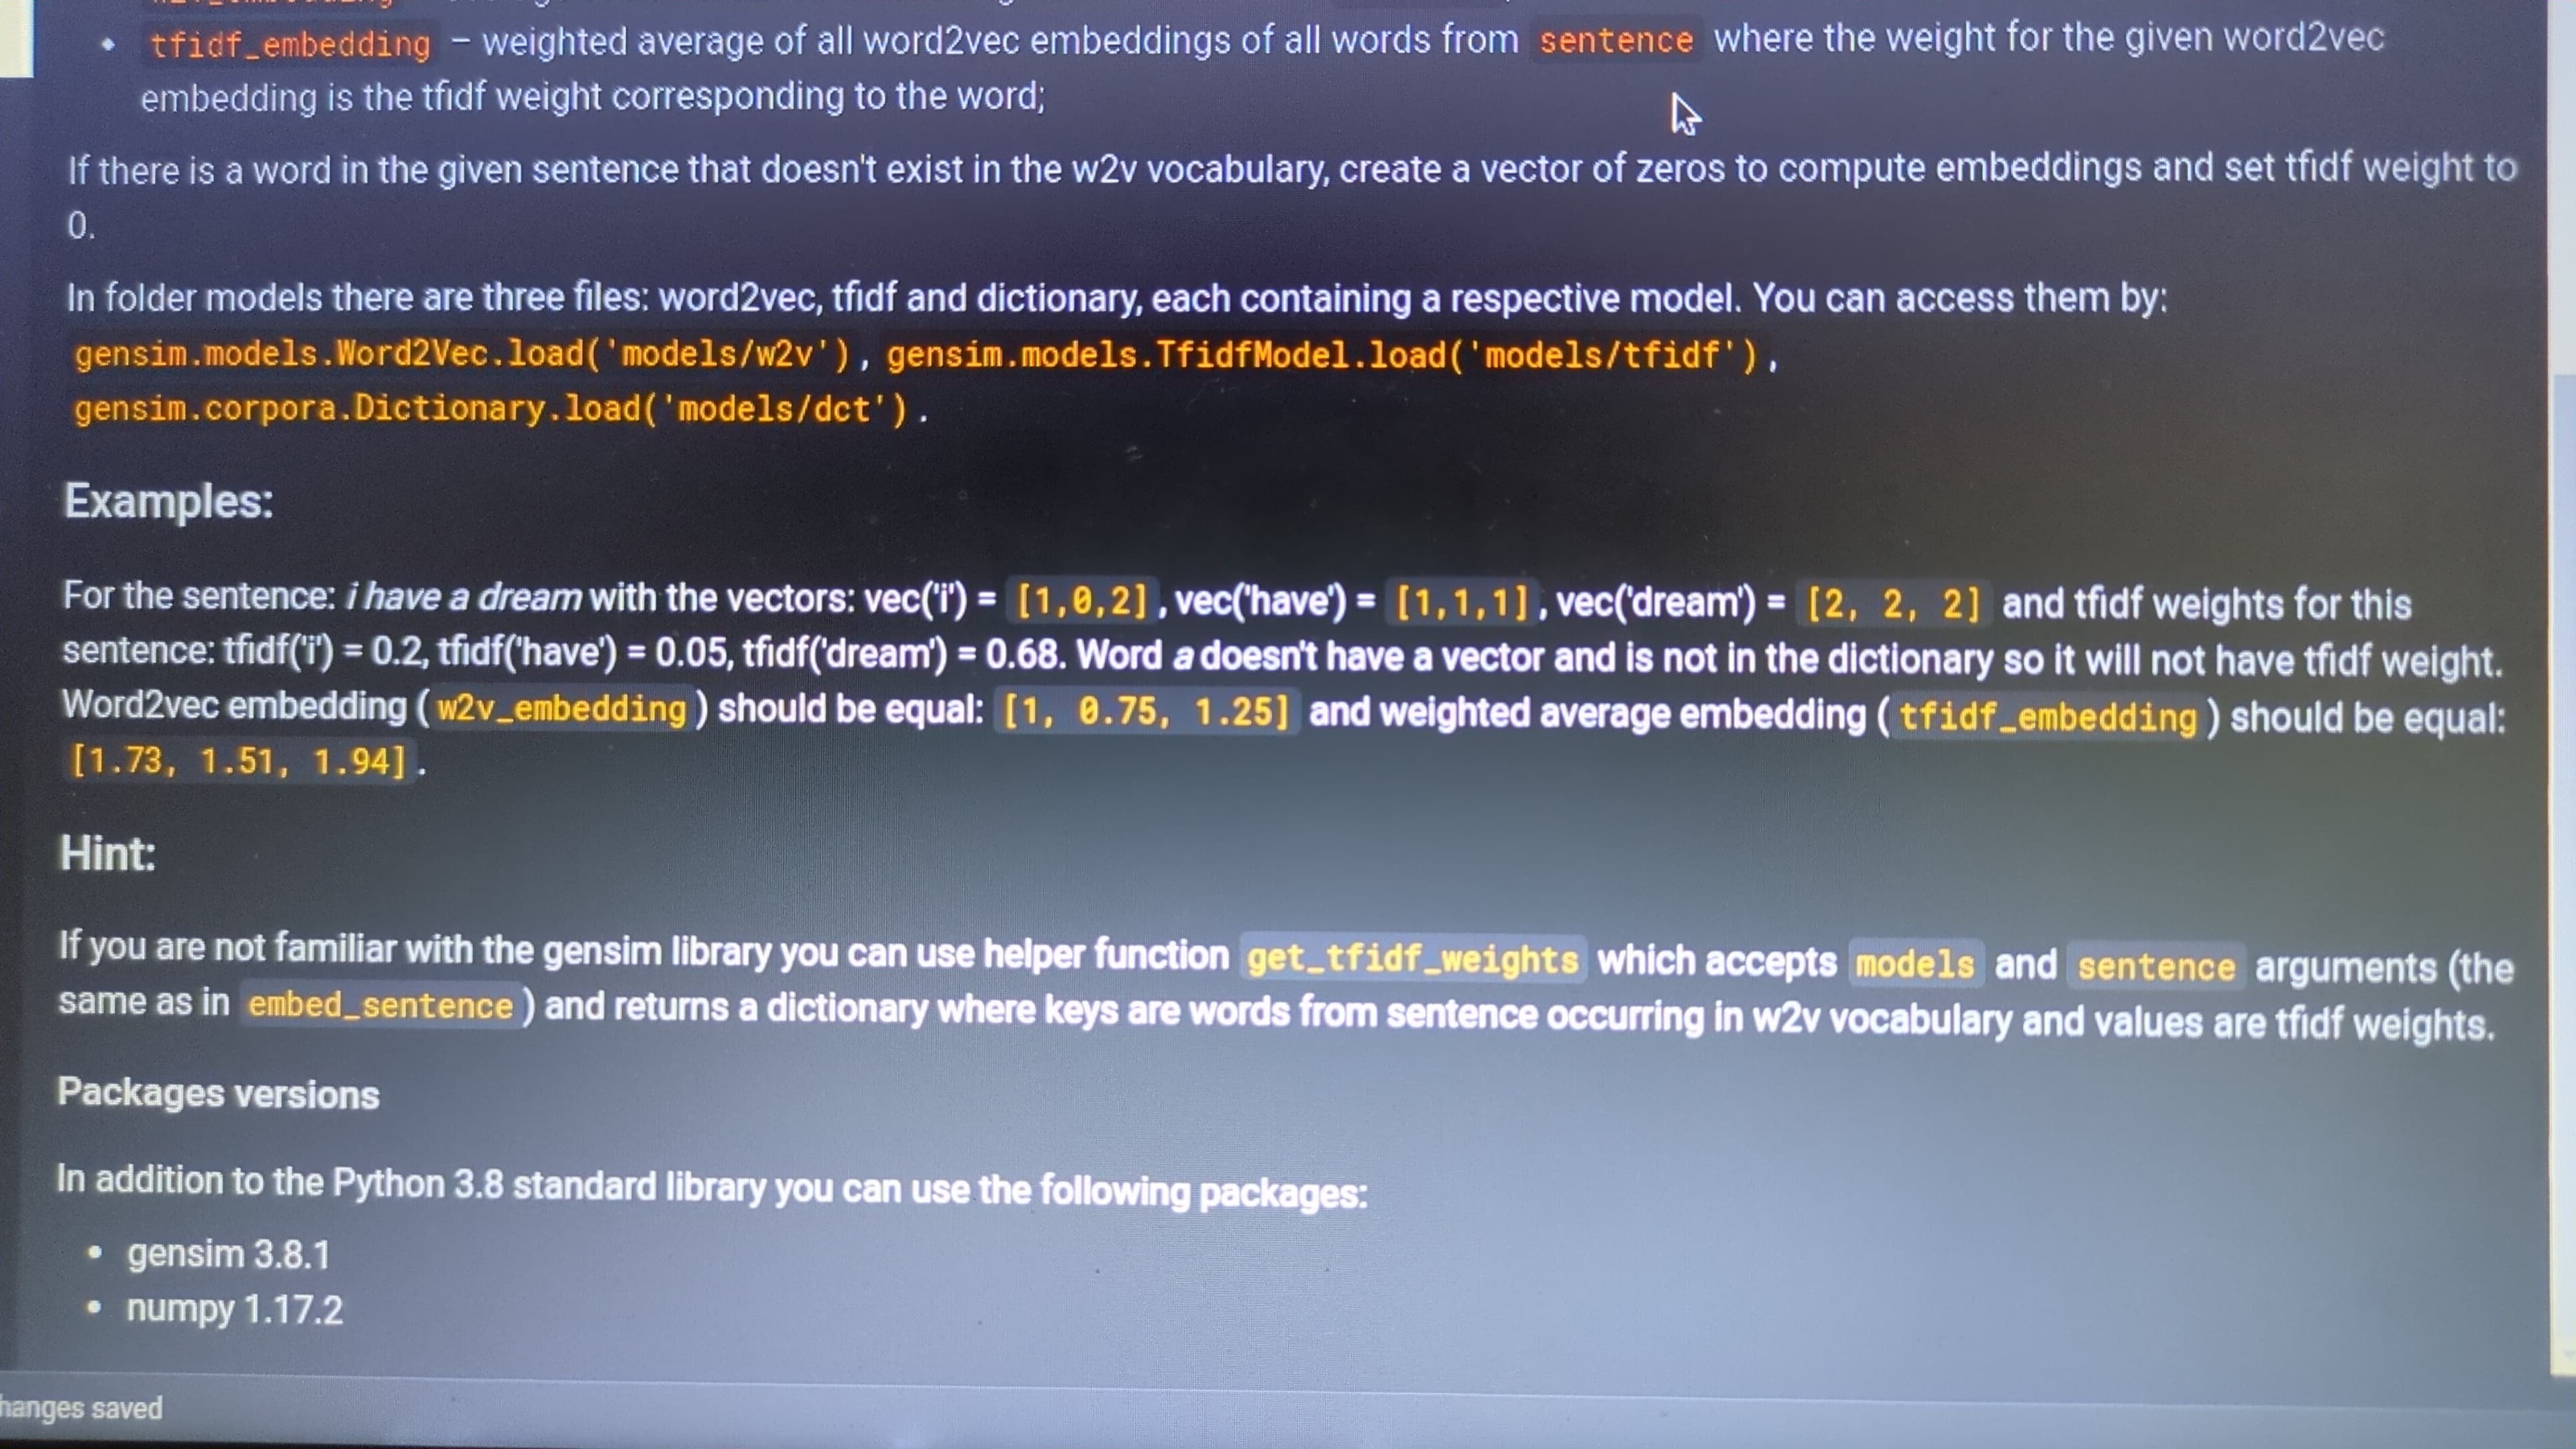 • tfidf_embedding – weighted average of all word2vec embeddings of all words from sentence where the weight for the given word2vec
embedding is the tfidf weight corresponding to the word;
If there is a word in the given sentence that doesn't exist in the w2v vocabulary, create a vector of zeros to compute embeddings and set tfidf weight to
0.
In folder models there are three files: word2vec, tfidf and dictionary, each containing a respective model. You can access them by:
gensim.models.Word2Vec.load('models/w2v'), gensim.models.TfidfModel.load('models/tfidf'),
gensim.corpora.Dictionary.load('models/dct').
Examples:
For the sentence: i have a dream with the vectors: vec('i') = [1,0,2], vec('have') = [1,1,1], vec('dream') = [2, 2, 2] and tfidf weights for this
sentence: tfidf('i') = 0.2, tfidf('have') = 0.05, tfidf('dream') = 0.68. Word a doesn't have a vector and is not in the dictionary so it will not have tfidf weight.
Word2vec embedding (w2v_embedding) should be equal: [1, 0.75, 1.25] and weighted average embedding (tfidf_embedding) should be equal:
[1.73, 1.51, 1.94].
Hint:
If you are not familiar with the gensim library you can use helper function get_tfidf_weights which accepts models and sentence arguments (the
same as in embed_sentence) and returns a dictionary where keys are words from sentence occurring in w2v vocabulary and values are tfidf weights.
Packages versions
In addition to the Python 3.8 standard library you can use the following packages:
• gensim 3.8.1
• numpy 1.17.2
hanges saved